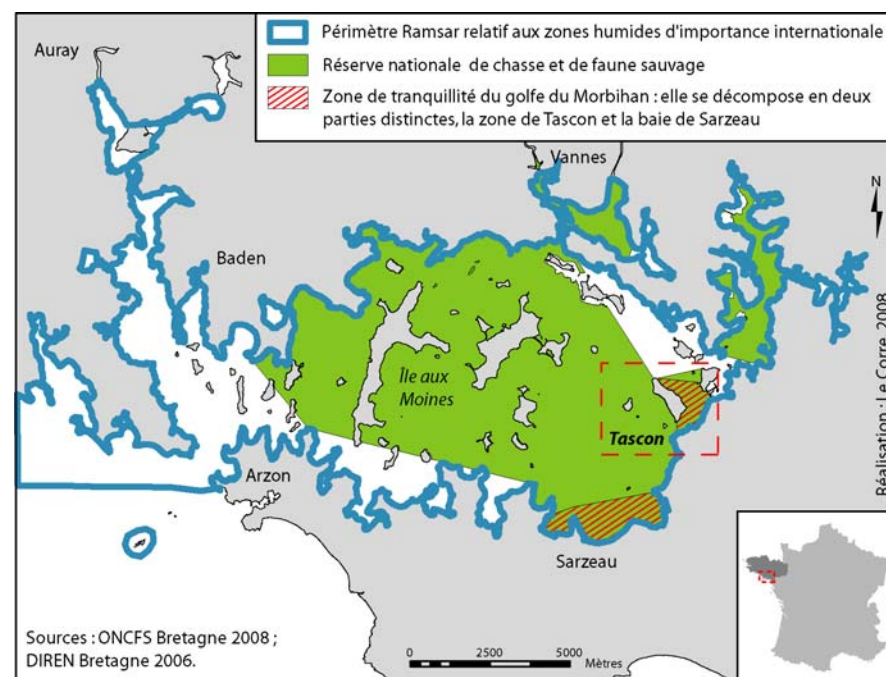 Auray
Périmètre Ramsar relatif aux zones humides d'importance internationale
Réserve nationale de chasse et de faune sauvage
Zone de tranquillité du golfe du Morbihan : elle se décompose en deux
parties distinctes, la zone de Tascon et la baie de Sarzeau
Vannes
N
Baden
Île aux
Moines
Tascon
Arzon
Sarzeau
Réalisation : Le Corre, 2008
Sources : ONCFS Bretagne 2008 ;
DIREN Bretagne 2006.
0 2500 5000
Mètres